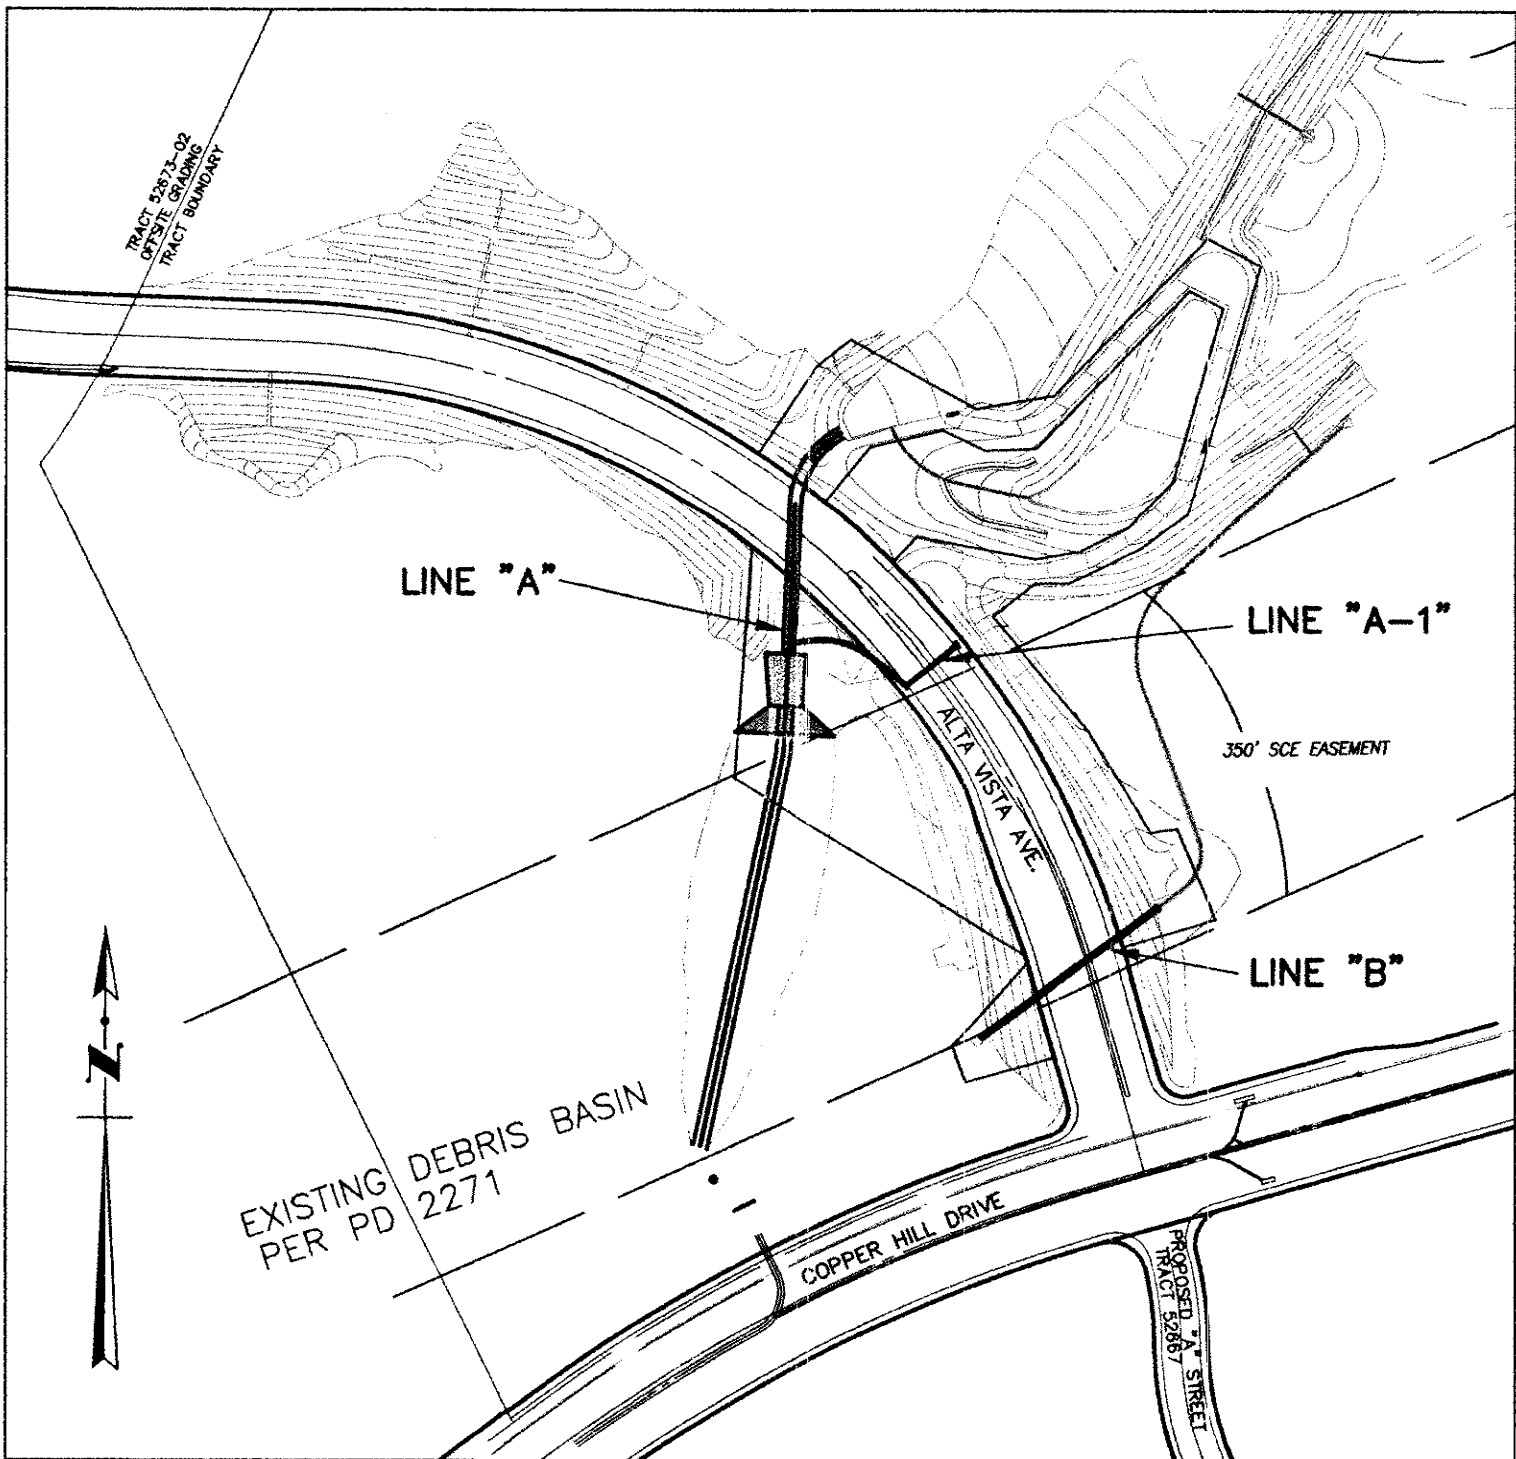 TRACT 52673-02
OFFSITE GRADING
TRACT BOUNDARY
LINE "A"
LINE "A-1"
350' SCE EASEMENT
ALTA VISTA AVE.
LINE "B"
N
EXISTING DEBRIS BASIN
PER PD 2271
COPPER HILL DRIVE
PROPOSED "A" STREET
TRACT 52667